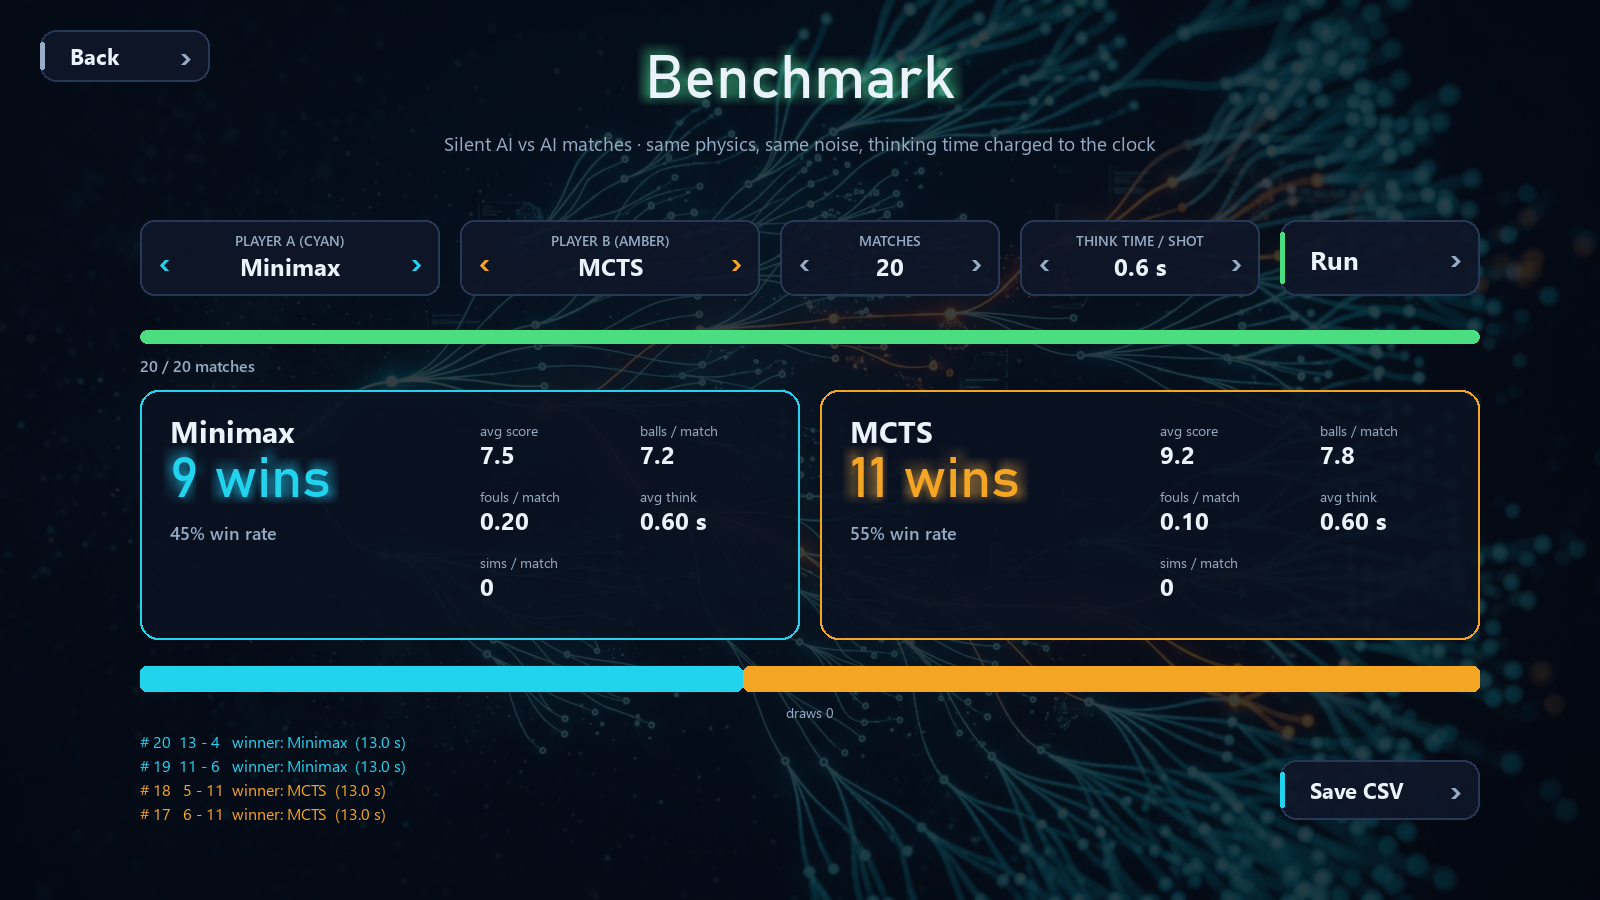 Back
Benchmark
Silent AI vs AI matches · same physics, same noise, thinking time charged to the clock
PLAYER A (CYAN)
Minimax
PLAYER B (AMBER)
MCTS
MATCHES
20
THINK TIME / SHOT
0.6 s
Run
20 / 20 matches
Minimax
9 wins
45% win rate
avg score
7.5
balls / match
7.2
fouls / match
0.20
avg think
0.60 s
sims / match
0
MCTS
11 wins
55% win rate
avg score
9.2
balls / match
7.8
fouls / match
0.10
avg think
0.60 s
sims / match
0
draws 0
# 20 13 - 4 winner: Minimax (13.0 s)
# 19 11 - 6 winner: Minimax (13.0 s)
# 18 5 - 11 winner: MCTS (13.0 s)
# 17 6 - 11 winner: MCTS (13.0 s)
Save CSV